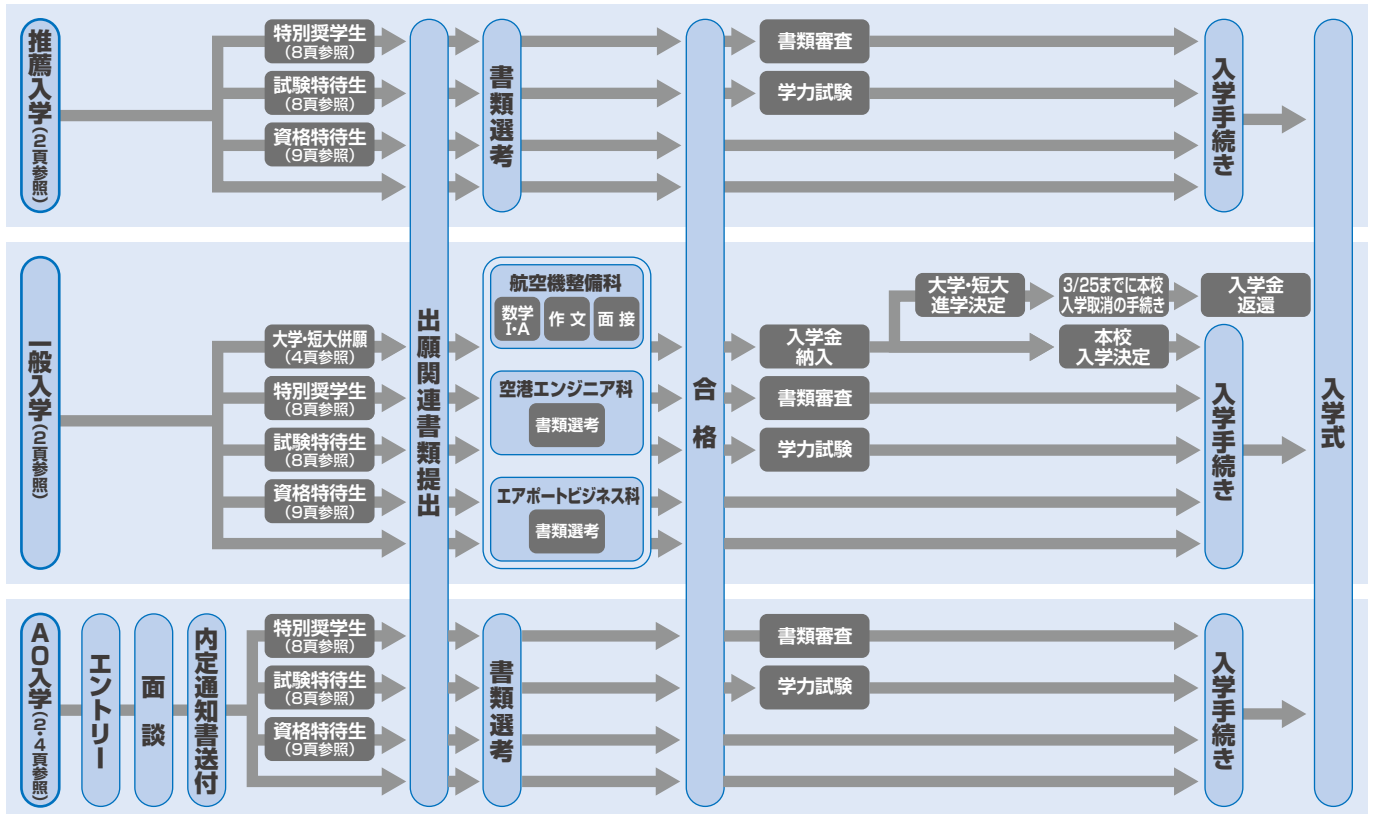 推薦入学(2頁参照)
特別奨学生
(8頁参照)
試験特待生
(8頁参照)
資格特待生
(9頁参照)
書類選考
書類審査
学力試験
入学手続き
一般入学(2頁参照)
大学・短大併願
(4頁参照)
特別奨学生
(8頁参照)
試験特待生
(8頁参照)
資格特待生
(9頁参照)
出願関連書類提出
航空機整備科
数学
I・A
作文
面接
空港エンジニア科
書類選考
エアポートビジネス科
書類選考
合格
入学金
納入
書類審査
学力試験
大学・短大
進学決定
3/25までに本校
入学取消の手続き
入学金
返還
本校
入学決定
入学手続き
入学式
AO入学(2・4頁参照)
エントリー
面談
内定通知書送付
特別奨学生
(8頁参照)
試験特待生
(8頁参照)
資格特待生
(9頁参照)
書類選考
書類審査
学力試験
入学手続き